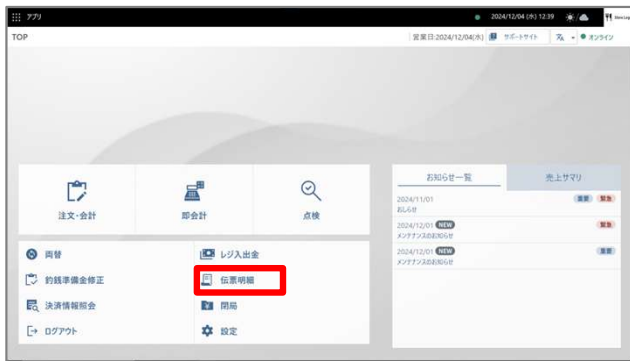 アプリ
2024/12/04 (水) 12:39
TOP
営業日:2024/12/04(水)
サポートサイト
オンライン
注文・会計
即会計
点検
両替
レジ入出金
釣銭準備金修正
伝票明細
決済情報照会
閉局
ログアウト
設定
お知らせ一覧
売上サマリ
2024/11/01
重要
緊急
おしらせ
2024/12/01 NEW
緊急
メンテナンスのお知らせ
2024/12/01 NEW
重要
メンテナンスのお知らせ